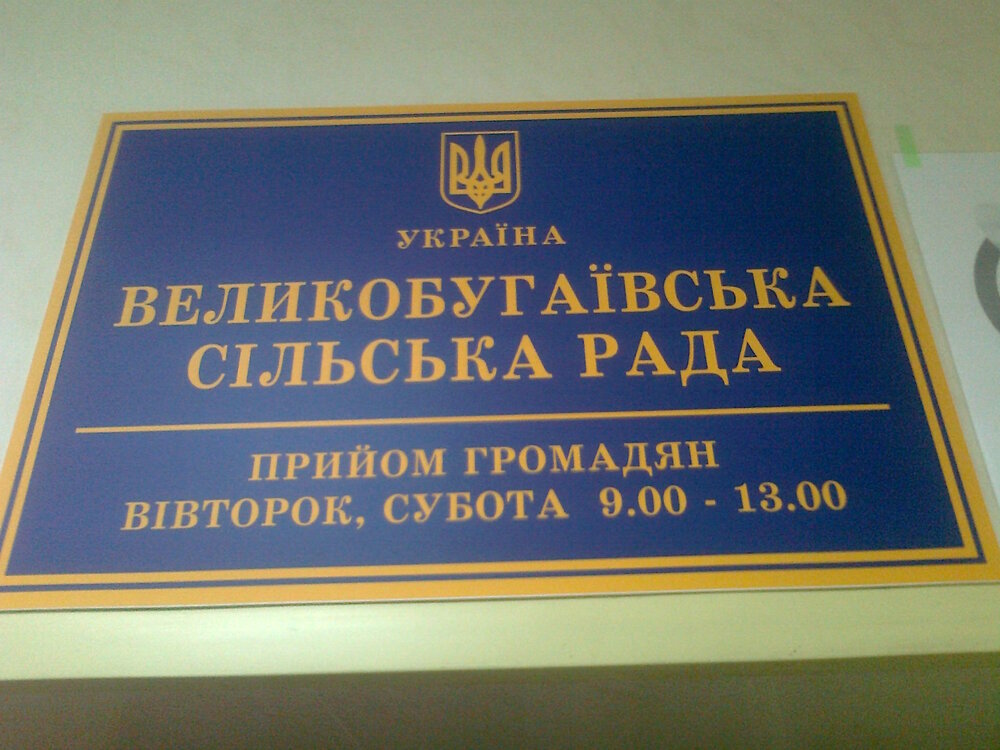 УКРАЇНА
ВЕЛИКОБУГАЇВСЬКА
СІЛЬСЬКА РАДА
ПРИЙОМ ГРОМАДЯН
ВІВТОРОК, СУБОТА 9.00 - 13.00